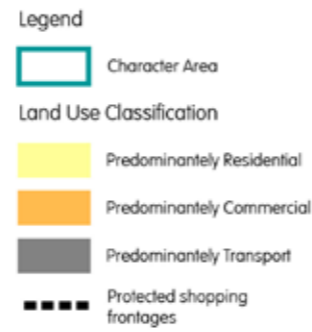 Legend
Character Area
Land Use Classification
Predominantely Residential
Predominantely Commercial
Predominantely Transport
Protected shopping
frontages